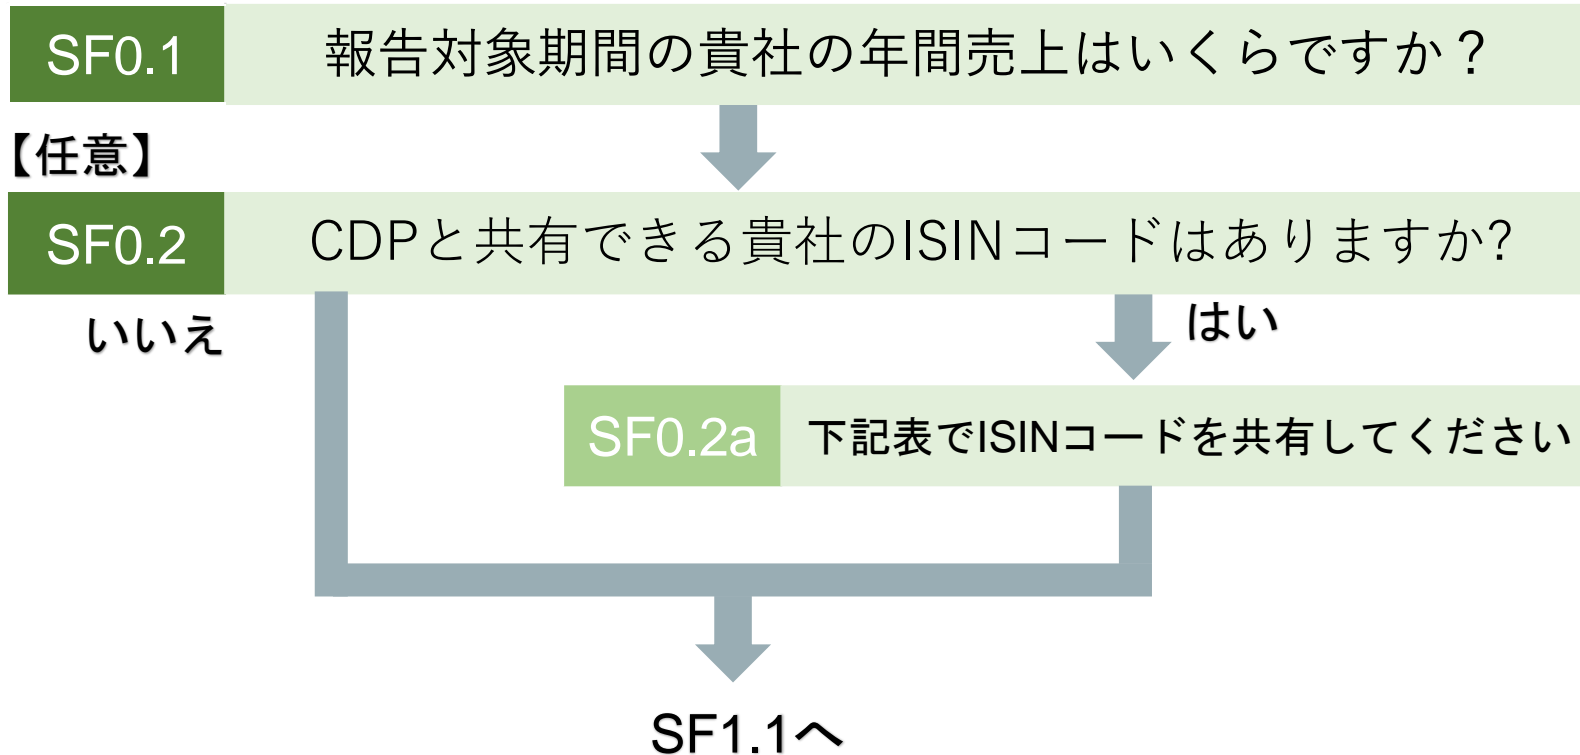 SF0.1 報告対象期間の貴社の年間売上はいくらですか？
【任意】
SF0.2 CDPと共有できる貴社のISINコードはありますか?
いいえ はい
SF0.2a 下記表でISINコードを共有してください
SF1.1へ